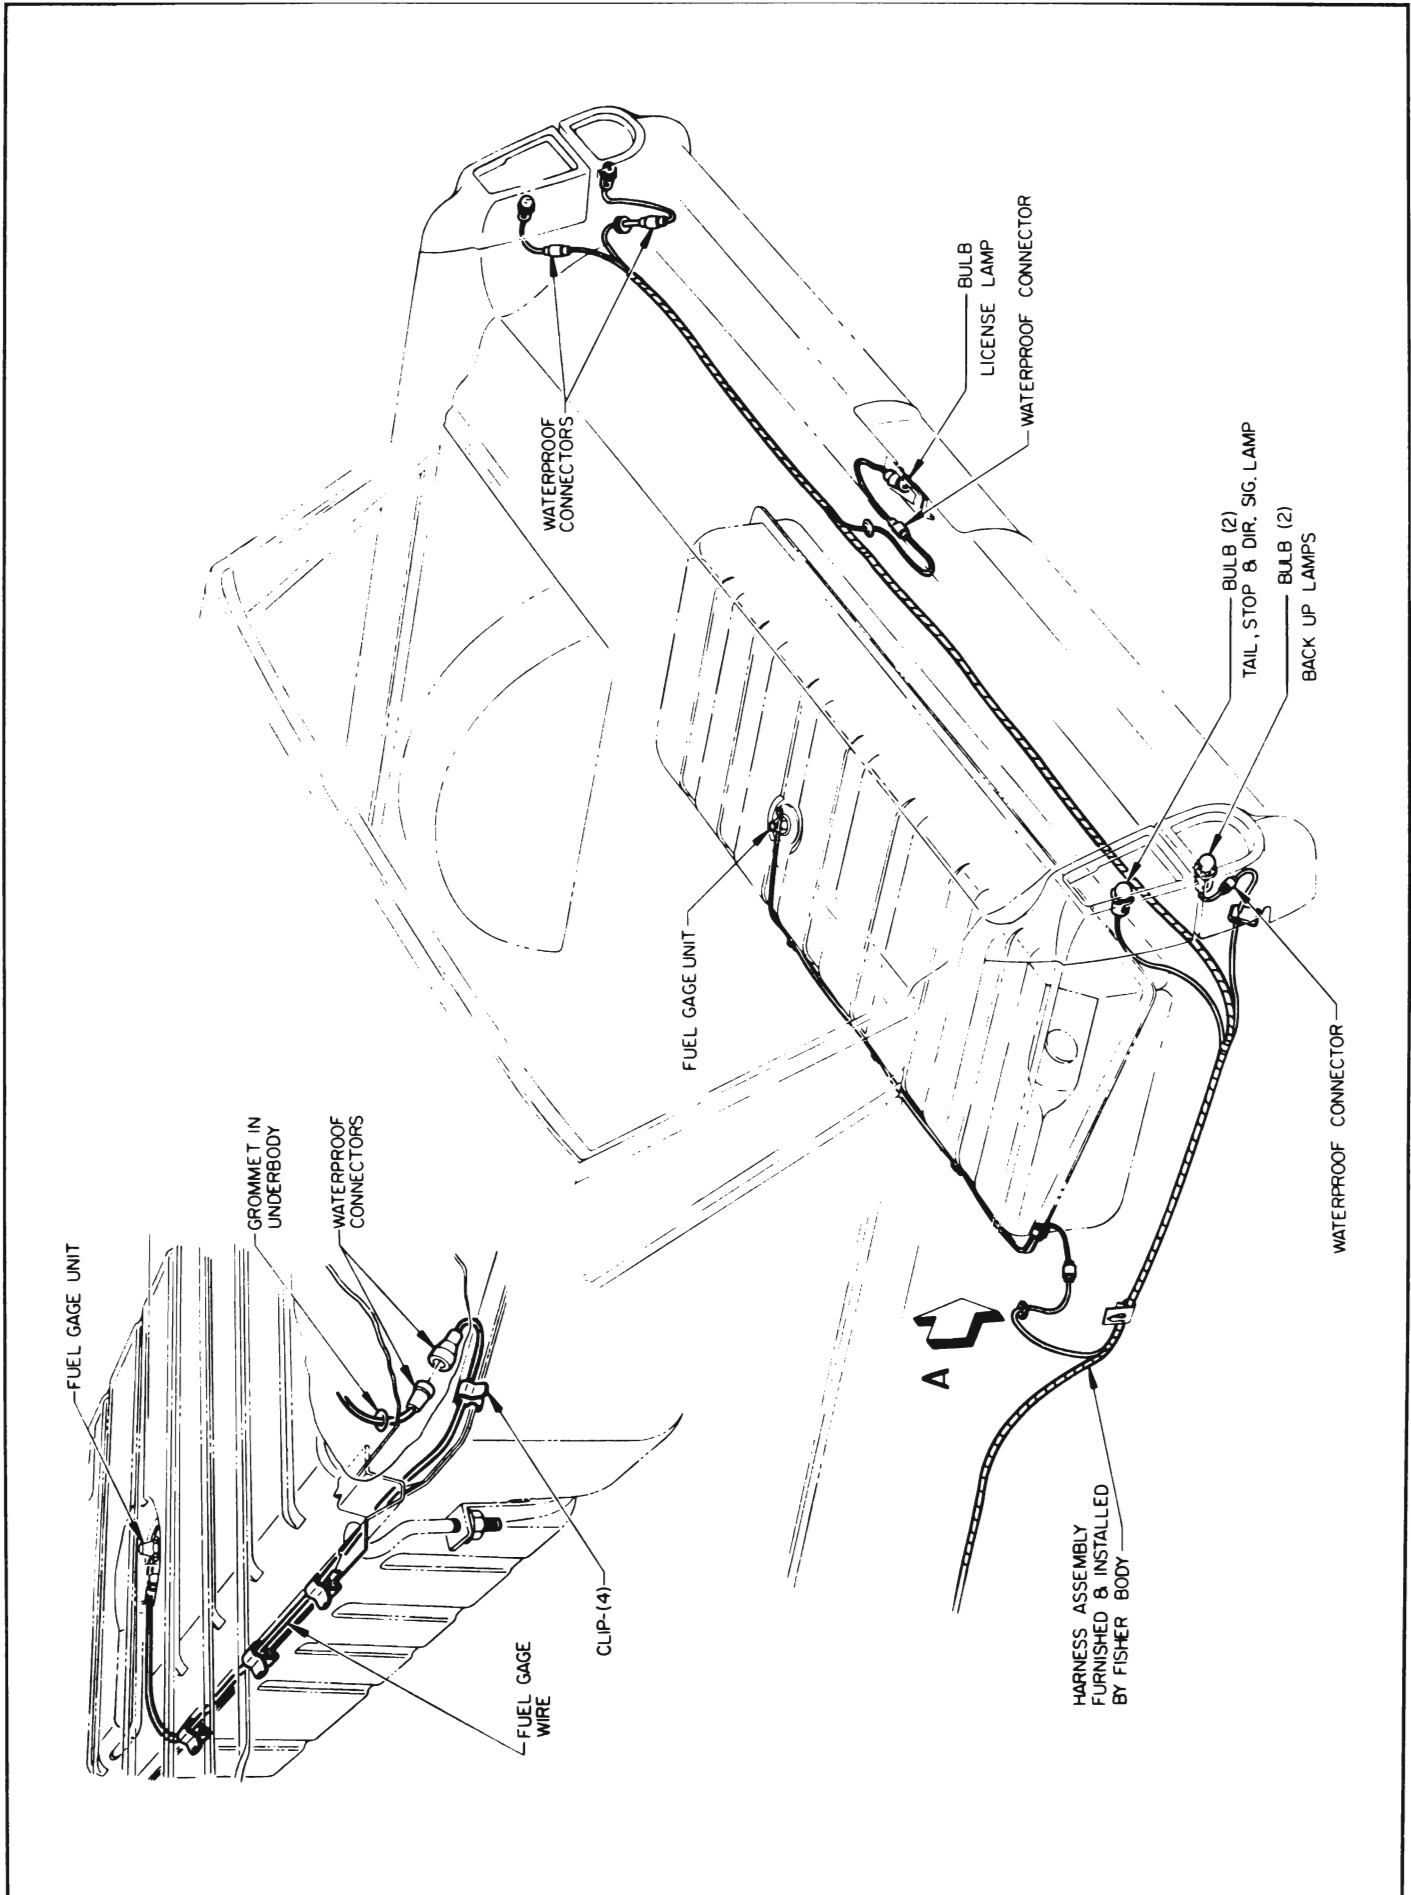 FUEL GAGE UNIT
GROMMET IN
UNDERBODY
WATERPROOF
CONNECTORS
FUEL GAGE
WIRE
CLIP-(4)
A
FUEL GAGE UNIT
WATERPROOF
CONNECTORS
BULB
LICENSE LAMP
WATERPROOF CONNECTOR
BULB (2)
TAIL, STOP & DIR. SIG. LAMP
BULB (2)
BACK UP LAMPS
WATERPROOF CONNECTOR
HARNESS ASSEMBLY
FURNISHED & INSTALLED
BY FISHER BODY